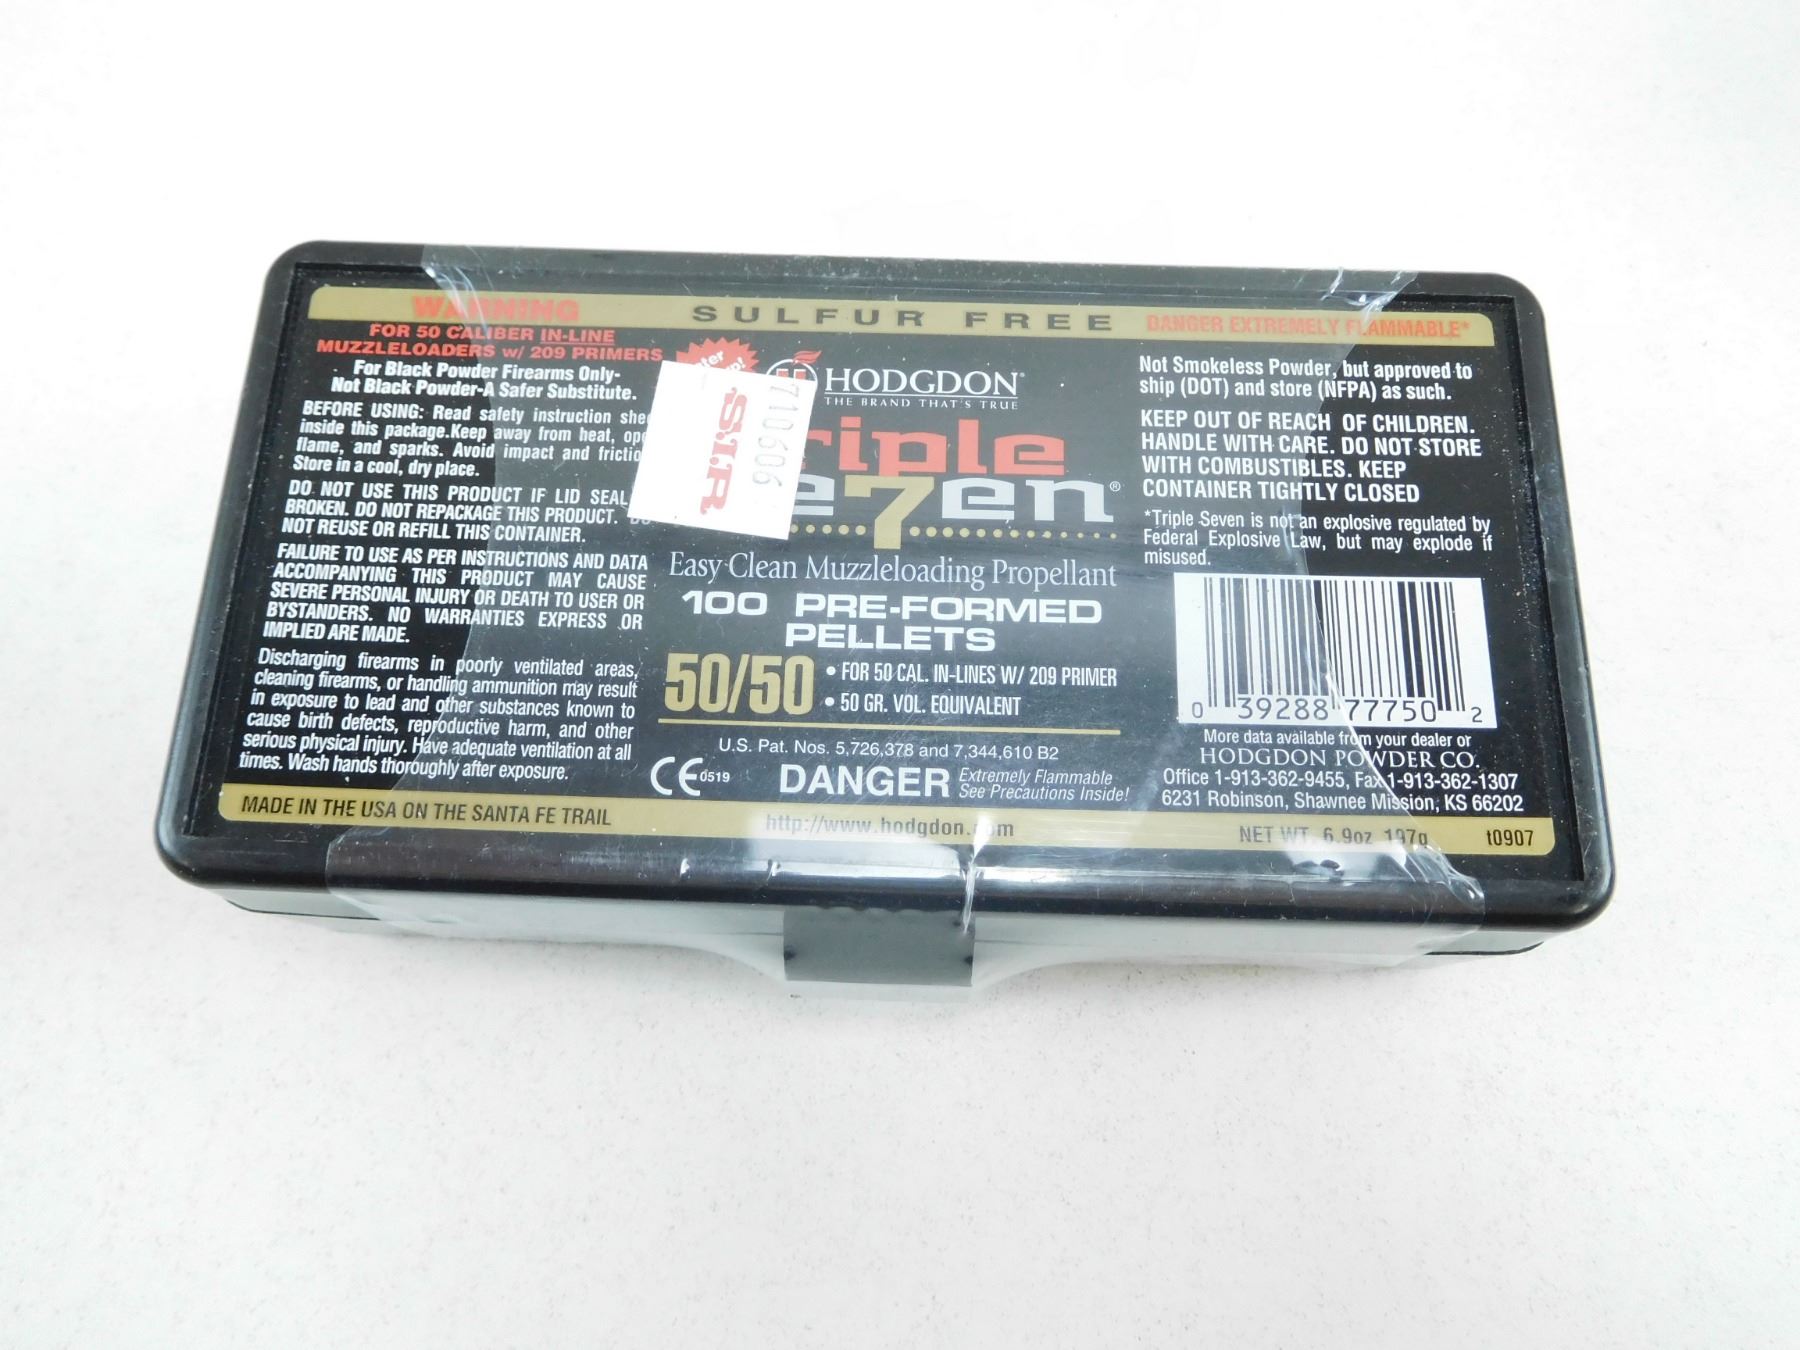 WARNING
FOR 50 CALIBER IN-LINE
MUZZLELOADERS w/ 209 PRIMERS
For Black Powder Firearms Only-
Not Black Powder-A Safer Substitute.
BEFORE USING: Read safety instruction
inside this package.Keep away from heat,
flame, and sparks. Avoid impact and
Store in a cool, dry place.
DO NOT USE THIS PRODUCT IF LID SEAL
BROKEN. DO NOT REPACKAGE THIS PRODUCT.
NOT REUSE OR REFILL THIS CONTAINER.
FAILURE TO USE AS PER INSTRUCTIONS AND DATA
ACCOMPANYING THIS PRODUCT MAY CAUSE
SEVERE PERSONAL INJURY OR DEATH TO USER OR
BYSTANDERS. NO WARRANTIES EXPRESS OR
IMPLIED ARE MADE.
Discharging firearms in poorly ventilated areas,
cleaning firearms, or handling ammunition may result
in exposure to lead and other substances known to
cause birth defects, reproductive harm, and other
serious physical injury. Have adequate ventilation at all
times. Wash hands thoroughly after exposure.
MADE IN THE USA ON THE SANTA FE TRAIL
SULFUR FREE
HODGDON®
THE BRAND THAT'S TRUE
710606
S.I.R
riple
e7en®
Easy Clean Muzzleloading Propellant
100 PRE-FORMED
PELLETS
50/50
• FOR 50 CAL. IN-LINES W/ 209 PRIMER
• 50 GR. VOL. EQUIVALENT
U.S. Pat. Nos. 5,726,378 and 7,344,610 B2
CE 0519
DANGER Extremely Flammable
See Precautions Inside!
http://www.hodgdon.com
DANGER EXTREMELY FLAMMABLE*
Not Smokeless Powder, but approved to
ship (DOT) and store (NFPA) as such.
KEEP OUT OF REACH OF CHILDREN.
HANDLE WITH CARE. DO NOT STORE
WITH COMBUSTIBLES. KEEP
CONTAINER TIGHTLY CLOSED
*Triple Seven is not an explosive regulated by
Federal Explosive Law, but may explode if
misused.
0 39288 77750 2
More data available from your dealer or
HODGDON POWDER CO.
Office 1-913-362-9455, Fax 1-913-362-1307
6231 Robinson, Shawnee Mission, KS 66202
NET WT. 6.9oz 197g t0907